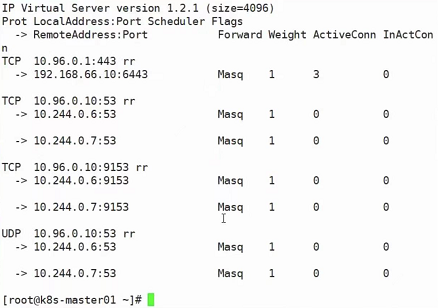 IP Virtual Server version 1.2.1 (size=4096)
Prot LocalAddress:Port Scheduler Flags
  -> RemoteAddress:Port           Forward Weight ActiveConn InActCon
n
TCP  10.96.0.1:443 rr
  -> 192.168.66.10:6443           Masq    1      3          0
TCP  10.96.0.10:53 rr
  -> 10.244.0.6:53                Masq    1      0          0
  -> 10.244.0.7:53                Masq    1      0          0
TCP  10.96.0.10:9153 rr
  -> 10.244.0.6:9153              Masq    1      0          0
  -> 10.244.0.7:9153              Masq    1      0          0
UDP  10.96.0.10:53 rr
  -> 10.244.0.6:53                Masq    1      0          0
  -> 10.244.0.7:53                Masq    1      0          0
[root@k8s-master01 ~]#